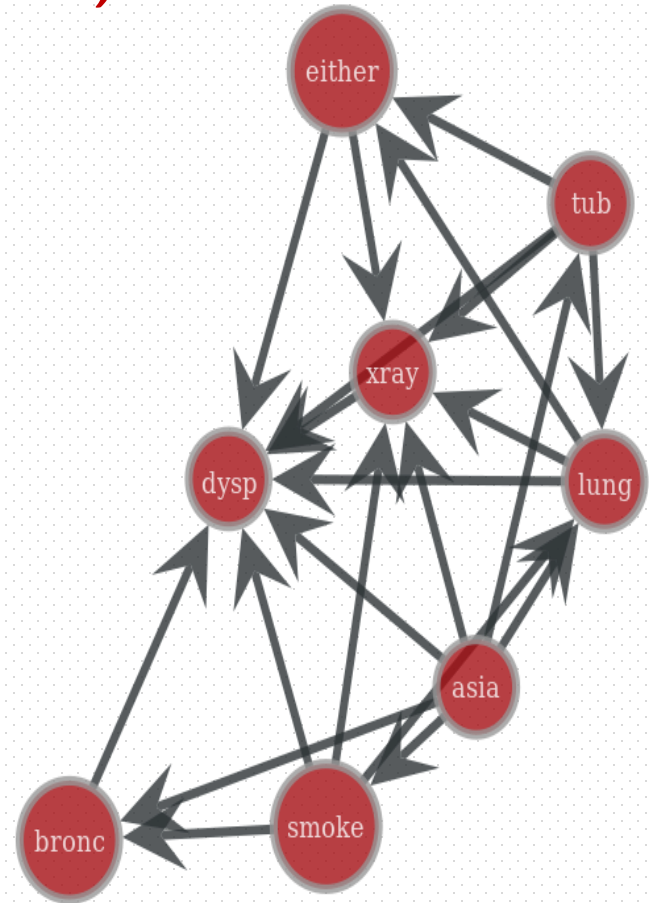 either
tub
xray
dysp
lung
asia
smoke
bronc